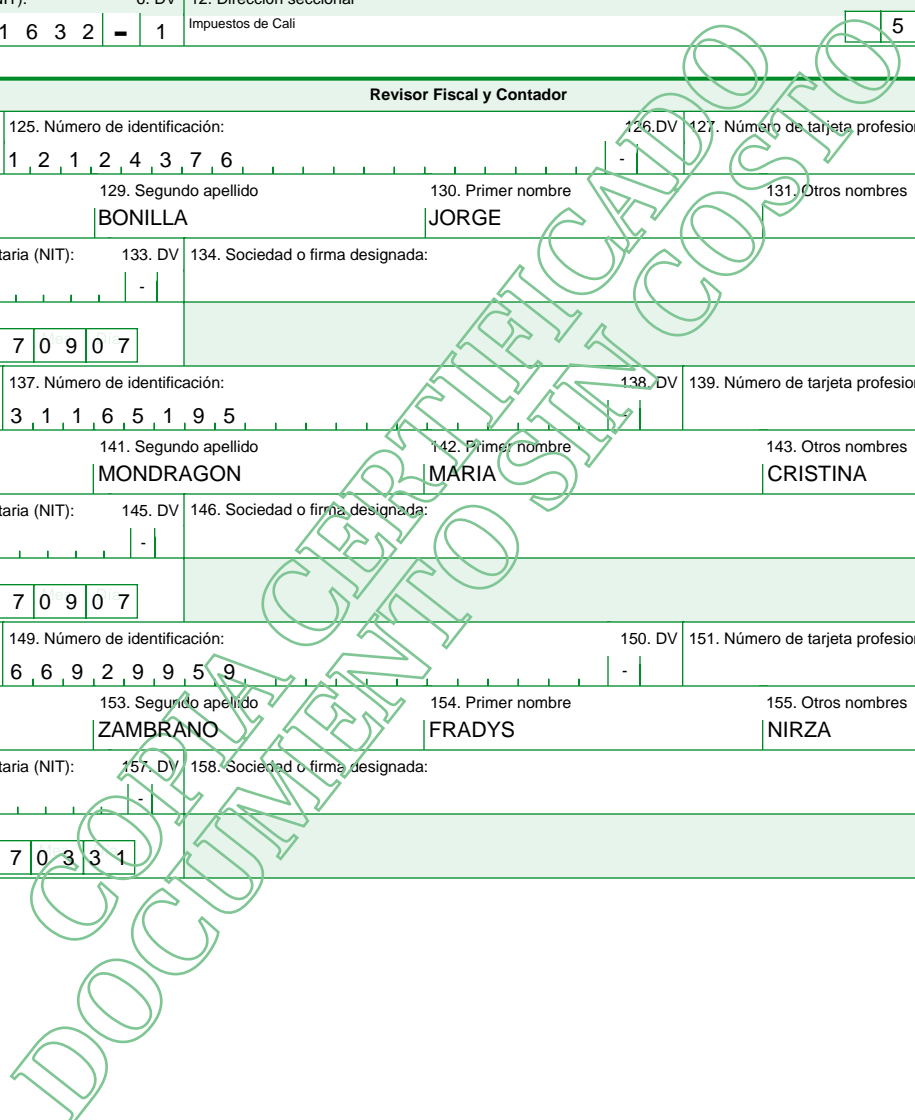 6. DV 12. Dirección seccional
1 6 3 2 - 1 Impuestos de Cali 5
Revisor Fiscal y Contador
125. Número de identificación: 126.DV 127. Número de tarjeta profesion
1 2 1 2 4 3 7 6 -
129. Segundo apellido 130. Primer nombre 131. Otros nombres
BONILLA JORGE
taria (NIT): 133. DV 134. Sociedad o firma designada:
-
7 0 9 0 7
137. Número de identificación: 138. DV 139. Número de tarjeta profesion
3 1 1 6 5 1 9 5 -
141. Segundo apellido 142. Primer nombre 143. Otros nombres
MONDRAGON MARIA CRISTINA
taria (NIT): 145. DV 146. Sociedad o firma designada:
-
7 0 9 0 7
149. Número de identificación: 150. DV 151. Número de tarjeta profesion
6 6 9 2 9 9 5 9 -
153. Segundo apellido 154. Primer nombre 155. Otros nombres
ZAMBRANO FRADYS NIRZA
taria (NIT): 157. DV 158. Sociedad o firma designada:
-
7 0 3 3 1
COPIA CERTIFICADO
DOCUMENTO SIN COSTO